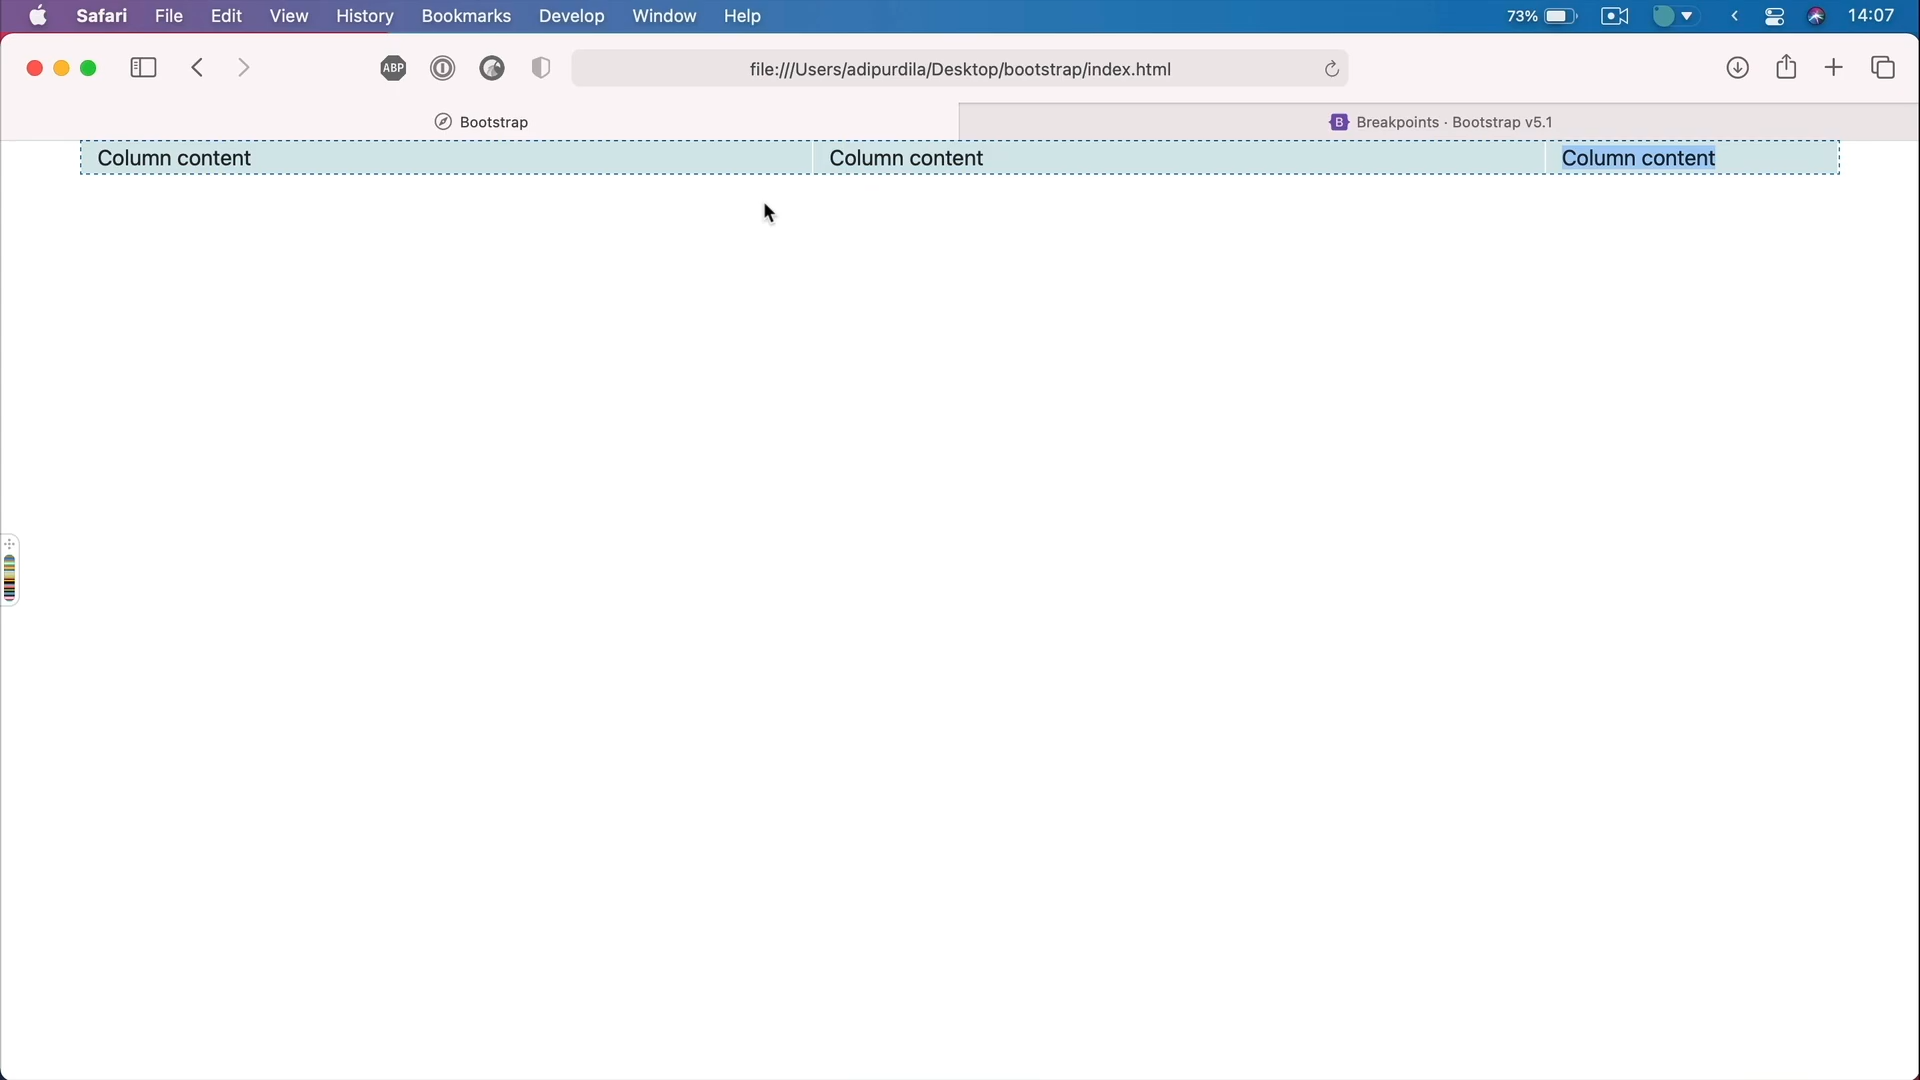 Safari File Edit View History Bookmarks Develop Window Help 73% 14:07
ABP file:///Users/adipurdila/Desktop/bootstrap/index.html
Bootstrap B Breakpoints · Bootstrap v5.1
Column content Column content Column content